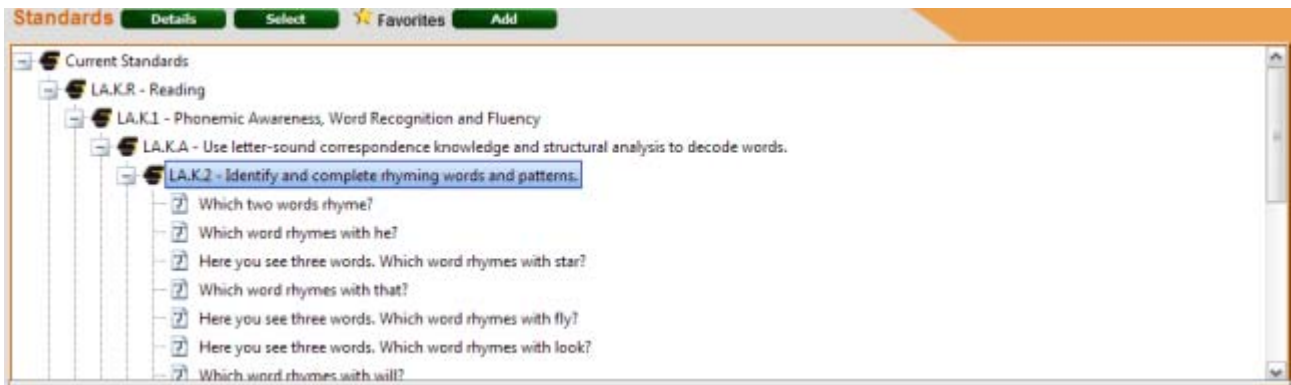 Standards Details Select Favorites Add
Current Standards
LA.K.R - Reading
LA.K.1 - Phonemic Awareness, Word Recognition and Fluency
LA.K.A - Use letter-sound correspondence knowledge and structural analysis to decode words.
LA.K.2 - Identify and complete rhyming words and patterns.
Which two words rhyme?
Which word rhymes with he?
Here you see three words. Which word rhymes with star?
Which word rhymes with that?
Here you see three words. Which word rhymes with fly?
Here you see three words. Which word rhymes with look?
Which word rhymes with will?